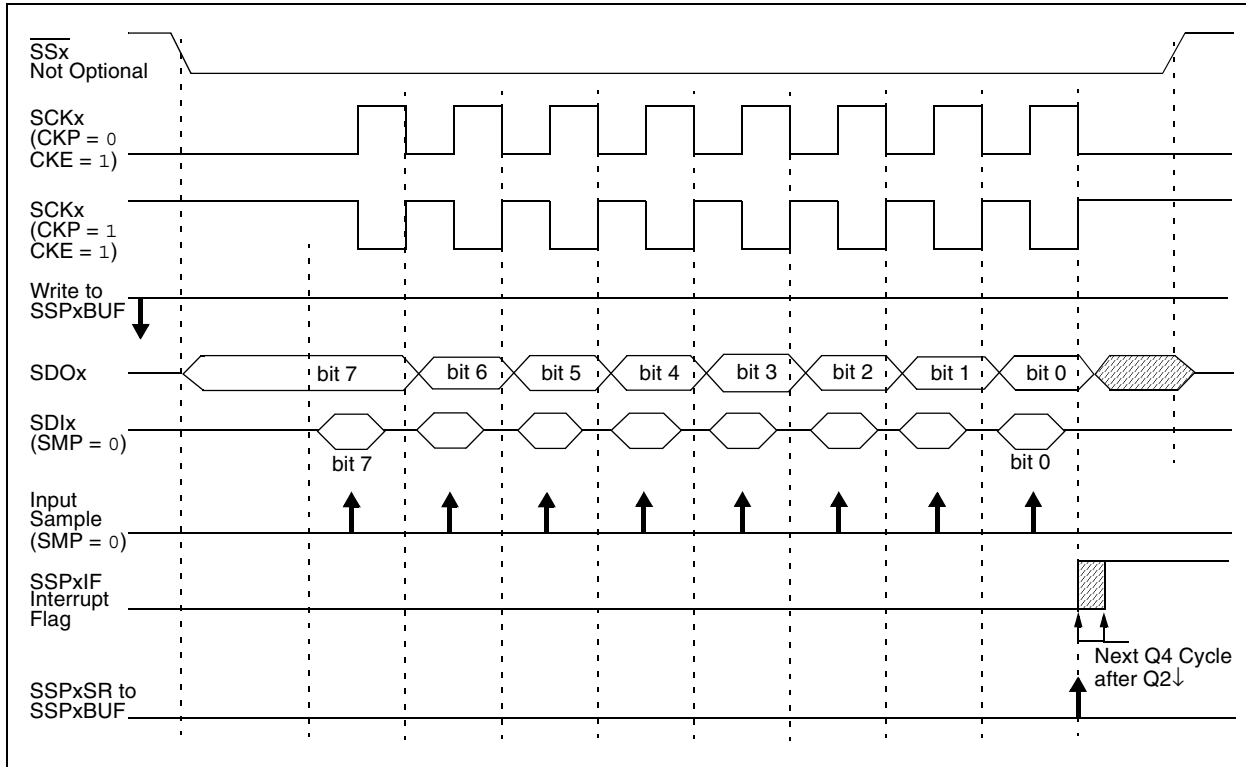 SSx
Not Optional
SCKx
(CKP = 0
CKE = 1)
SCKx
(CKP = 1
CKE = 1)
Write to
SSPxBUF
SDOx
bit 7
bit 6
bit 5
bit 4
bit 3
bit 2
bit 1
bit 0
SDIx
(SMP = 0)
bit 7
bit 0
Input
Sample
(SMP = 0)
SSPxIF
Interrupt
Flag
Next Q4 Cycle
after Q2↓
SSPxSR to
SSPxBUF